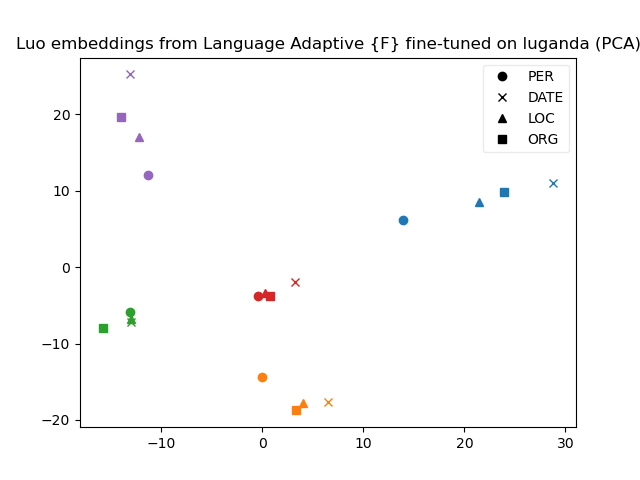 Luo embeddings from Language Adaptive {F} fine-tuned on luganda (PCA)
PER
DATE
LOC
ORG
20
10
0
−10
−20
−10
0
10
20
30